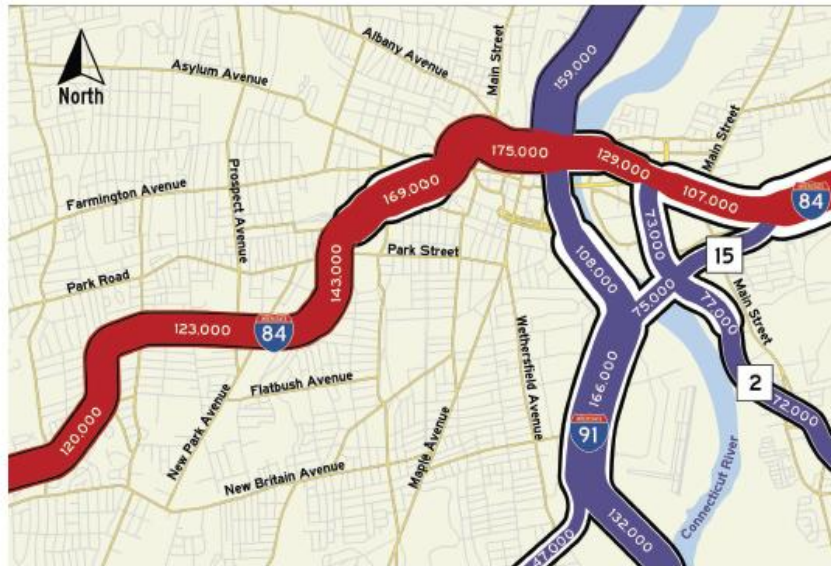 North
Asylum Avenue
Albany Avenue
Main Street
159,000
175,000
129,000
Main Street
107,000
84
Farmington Avenue
Prospect Avenue
169,000
73,000
15
Park Street
108,000
75,000
77,000
Main Street
Park Road
143,000
123,000
84
Wethersfield Avenue
166,000
2
72,000
Flatbush Avenue
New Park Avenue
120,000
Maple Avenue
91
New Britain Avenue
Connecticut River
132,000
47,000